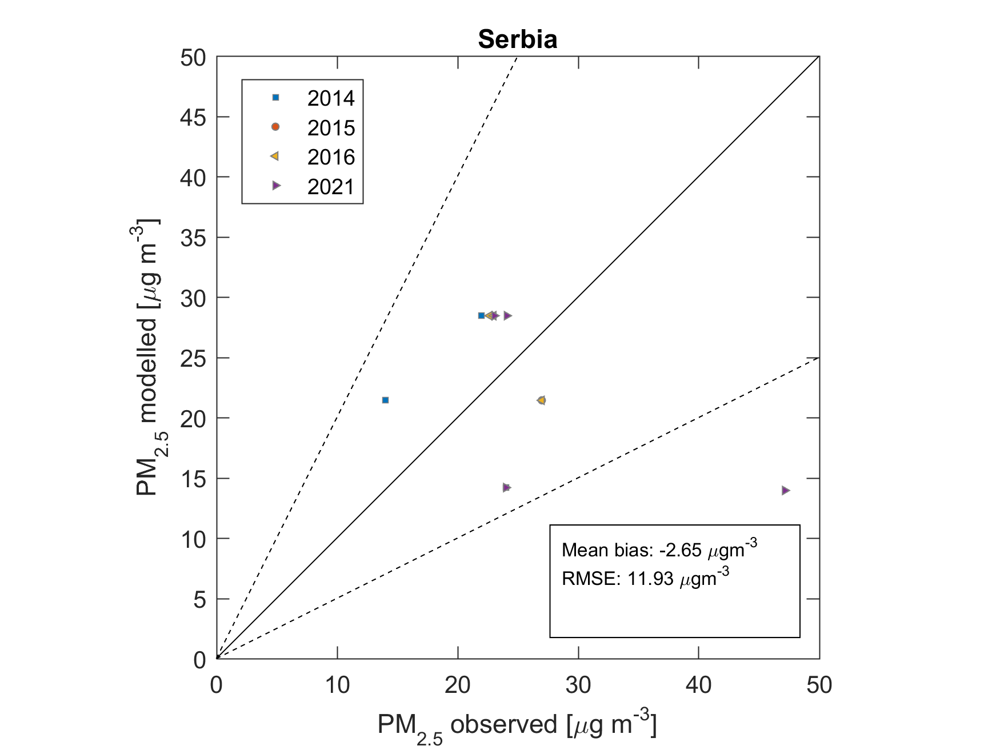 Serbia
50
45
40
35
30
25
20
15
10
5
0
2014
2015
2016
2021
PM2.5 modelled [μg m-3]
Mean bias: -2.65 μgm-3
RMSE: 11.93 μgm-3
0 10 20 30 40 50
PM2.5 observed [μg m-3]